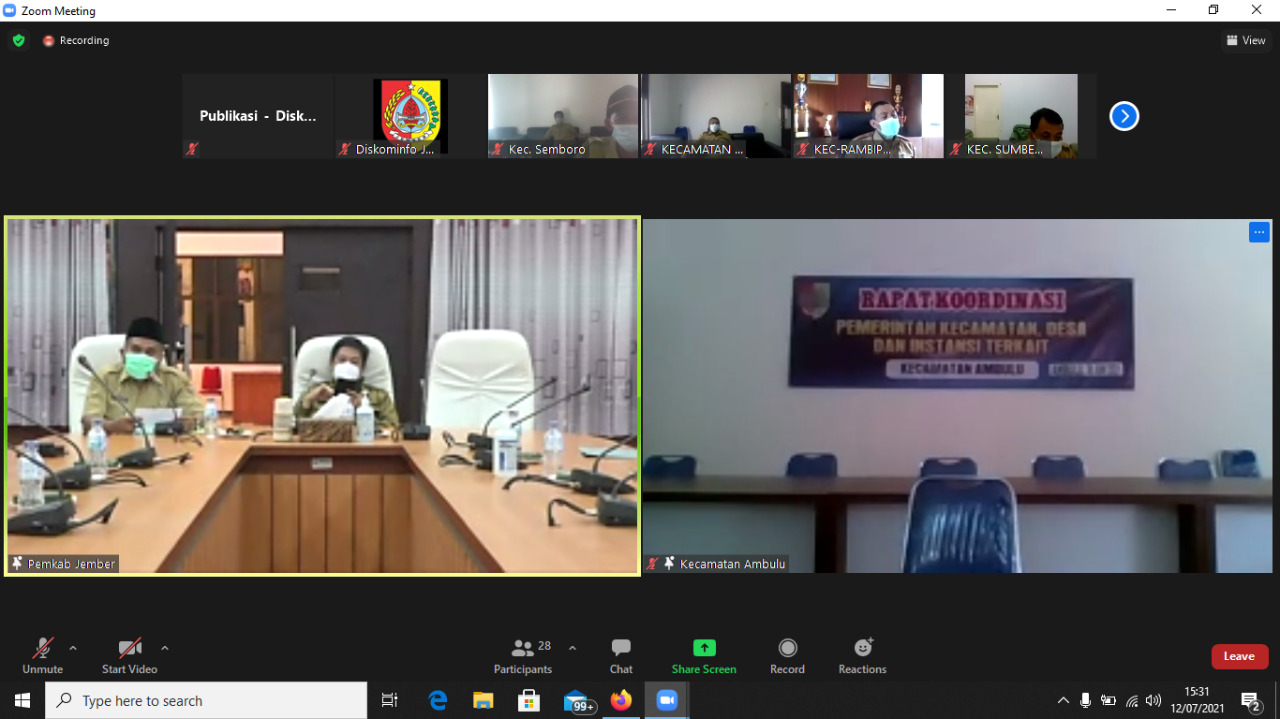 Zoom Meeting
Recording
View
Publikasi - Disk...
Diskominfo J...
Kec. Semboro
KECAMATAN ...
KEC-RAMBIP...
KEC. SUMBE...
RAPAT KOORDINASI
PEMERINTAH KECAMATAN, DESA
DAN INSTANSI TERKAIT
KECAMATAN AMBULU
Pemkab Jember
Kecamatan Ambulu
Unmute
Start Video
Participants
28
Chat
Share Screen
Record
Reactions
Leave
Type here to search
99+
15:31
12/07/2021
2